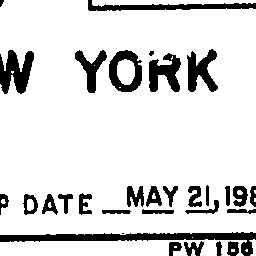 W YORK
P DATE MAY 21, 198
PW 156